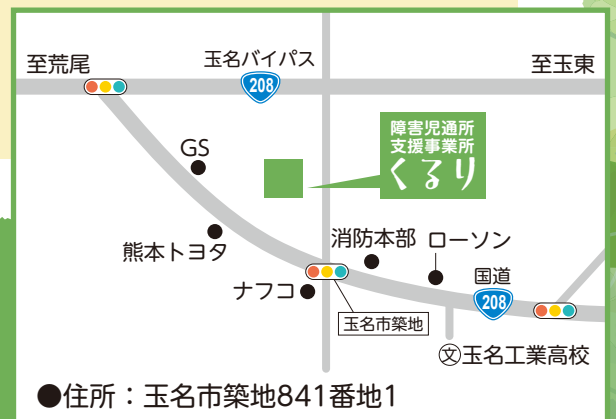 至荒尾
玉名バイパス
208
至玉東
障害児通所
支援事業所
くるり
GS
熊本トヨタ
消防本部
ローソン
ナフコ
国道
208
玉名市築地
文玉名工業高校
●住所：玉名市築地841番地1